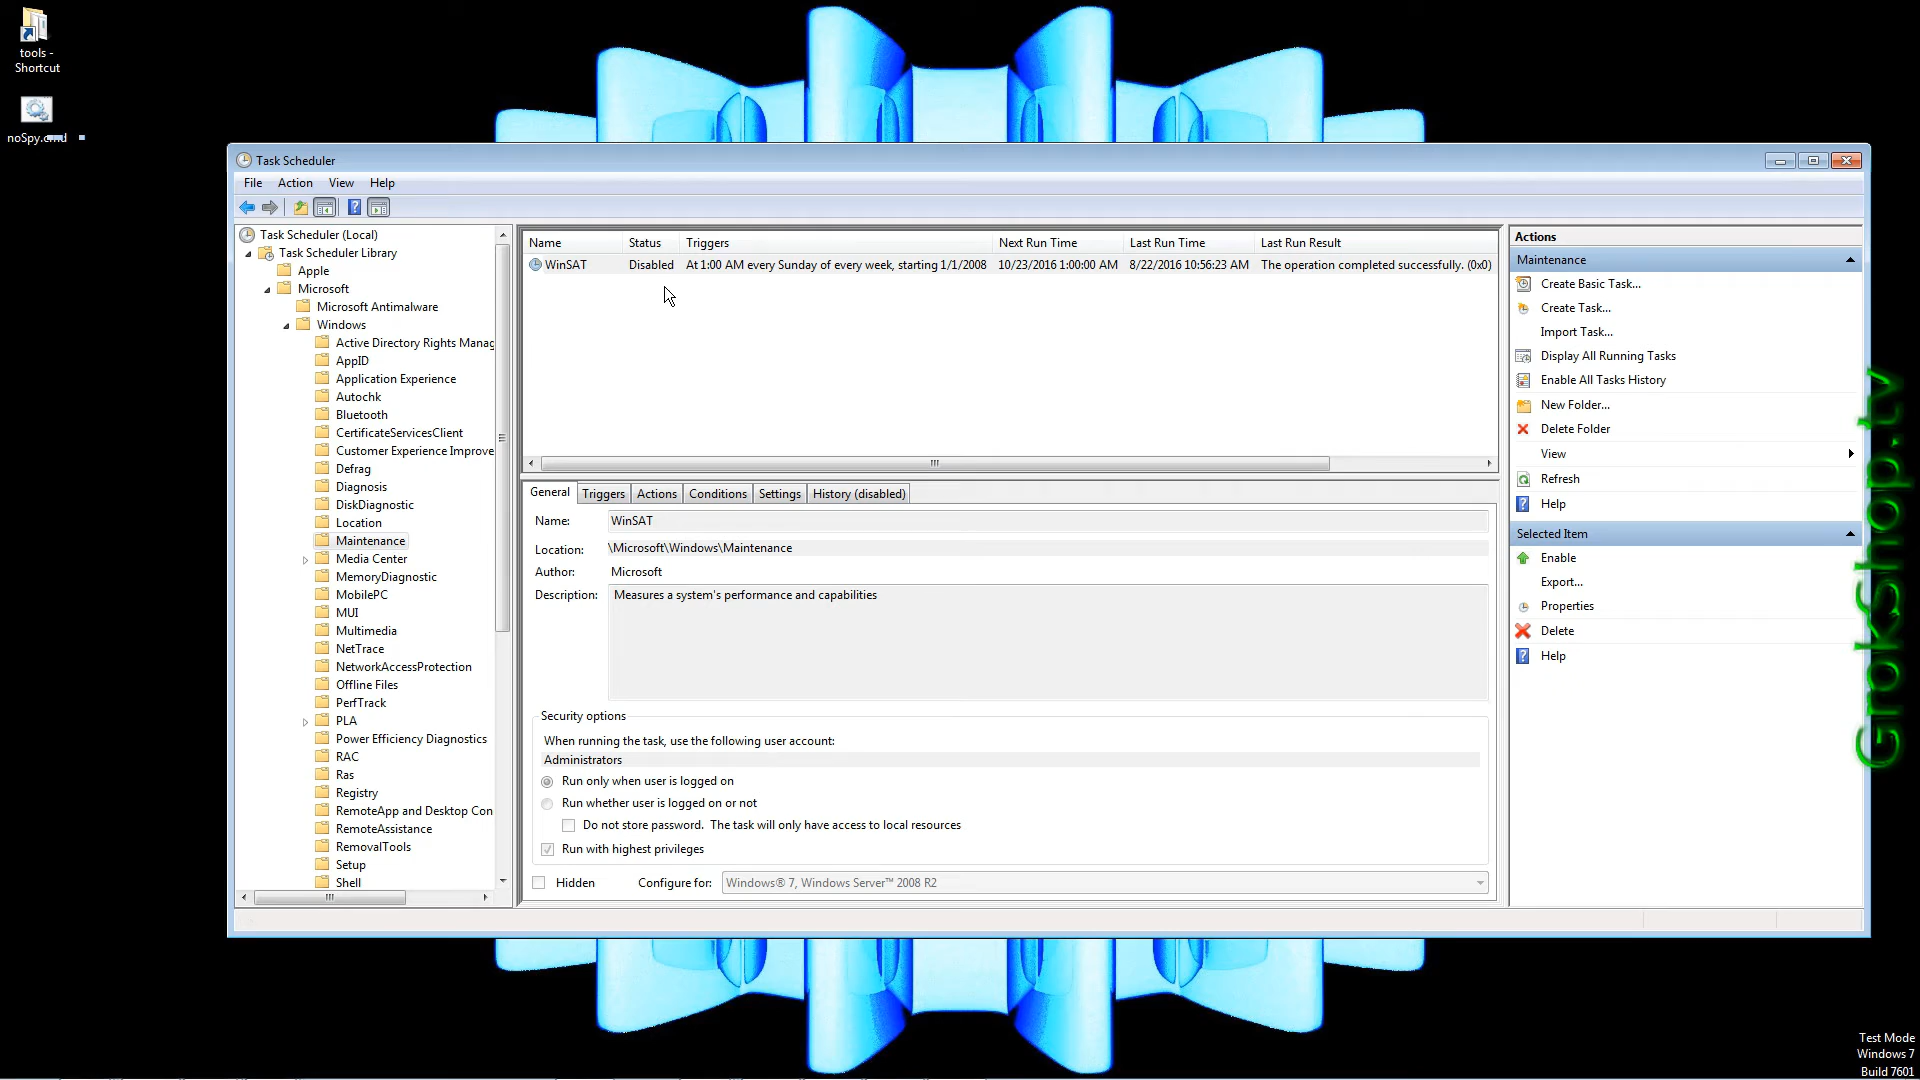 tools -
Shortcut
noSpy.cmd
Task Scheduler
File Action View Help
Task Scheduler (Local)
Task Scheduler Library
Apple
Microsoft
Microsoft Antimalware
Windows
Active Directory Rights Manag
AppID
Application Experience
Autochk
Bluetooth
CertificateServicesClient
Customer Experience Improve
Defrag
Diagnosis
DiskDiagnostic
Location
Maintenance
Media Center
MemoryDiagnostic
MobilePC
MUI
Multimedia
NetTrace
NetworkAccessProtection
Offline Files
PerfTrack
PLA
Power Efficiency Diagnostics
RAC
Ras
Registry
RemoteApp and Desktop Con
RemoteAssistance
RemovalTools
Setup
Shell
Name Status Triggers Next Run Time Last Run Time Last Run Result
WinSAT Disabled At 1:00 AM every Sunday of every week, starting 1/1/2008 10/23/2016 1:00:00 AM 8/22/2016 10:56:23 AM The operation completed successfully. (0x0)
General Triggers Actions Conditions Settings History (disabled)
Name: WinSAT
Location: \Microsoft\Windows\Maintenance
Author: Microsoft
Description: Measures a system's performance and capabilities
Security options
When running the task, use the following user account:
Administrators
Run only when user is logged on
Run whether user is logged on or not
Do not store password. The task will only have access to local resources
Run with highest privileges
Hidden Configure for: Windows® 7, Windows Server™ 2008 R2
Actions
Maintenance
Create Basic Task...
Create Task...
Import Task...
Display All Running Tasks
Enable All Tasks History
New Folder...
Delete Folder
View
Refresh
Help
Selected Item
Enable
Export...
Properties
Delete
Help
GrokShop.tv
Test Mode
Windows 7
Build 7601